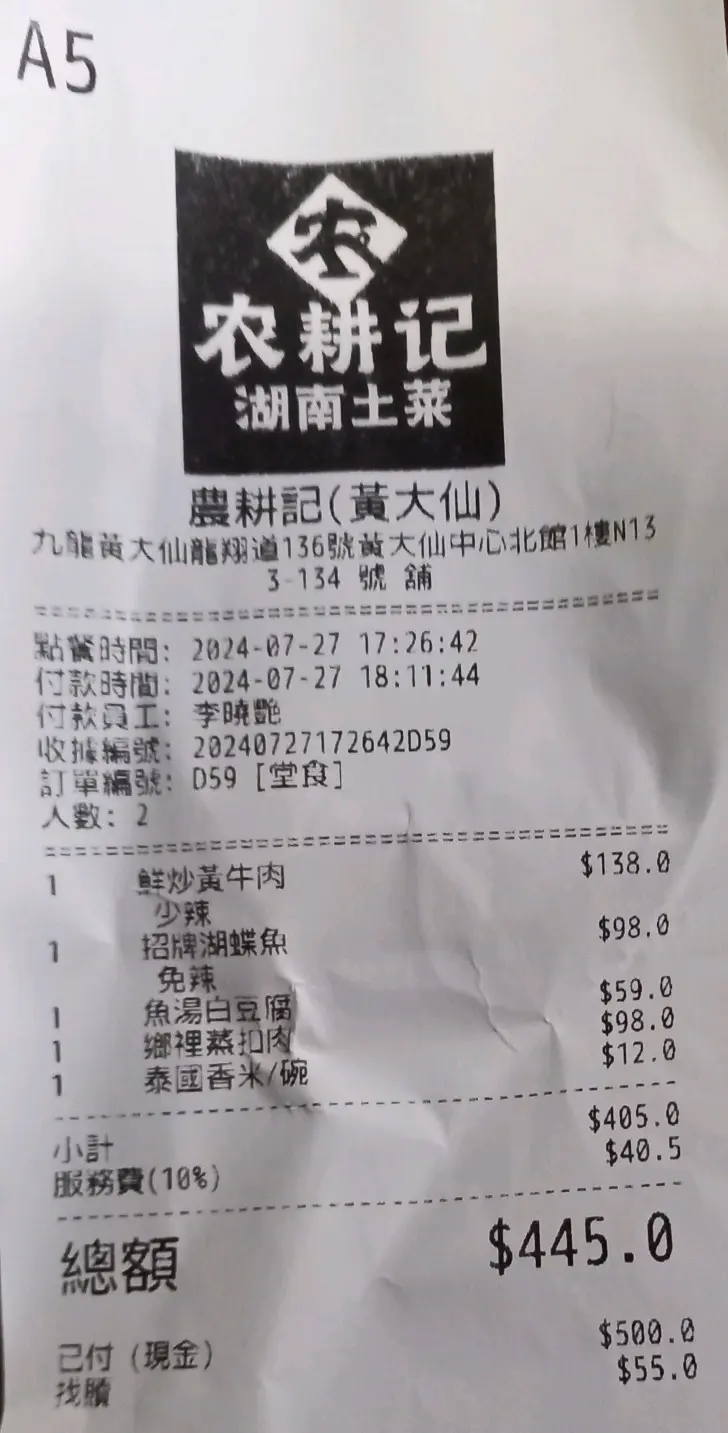 A5
农
农耕记
湖南土菜
農耕記(黃大仙)
九龍黃大仙龍翔道136號黃大仙中心北館1樓N13
3-134 號 舖
點餐時間: 2024-07-27 17:26:42
付款時間: 2024-07-27 18:11:44
付款員工: 李曉艷
收據編號: 20240727172642D59
訂單編號: D59 [堂食]
人數: 2
1 鮮炒黃牛肉 $138.0
少辣
1 招牌湖蝶魚 $98.0
免辣
1 魚湯白豆腐 $59.0
1 鄉裡蒸扣肉 $98.0
1 泰國香米/碗 $12.0
小計 $405.0
服務費(10%) $40.5
總額 $445.0
已付 (現金) $500.0
找贖 $55.0